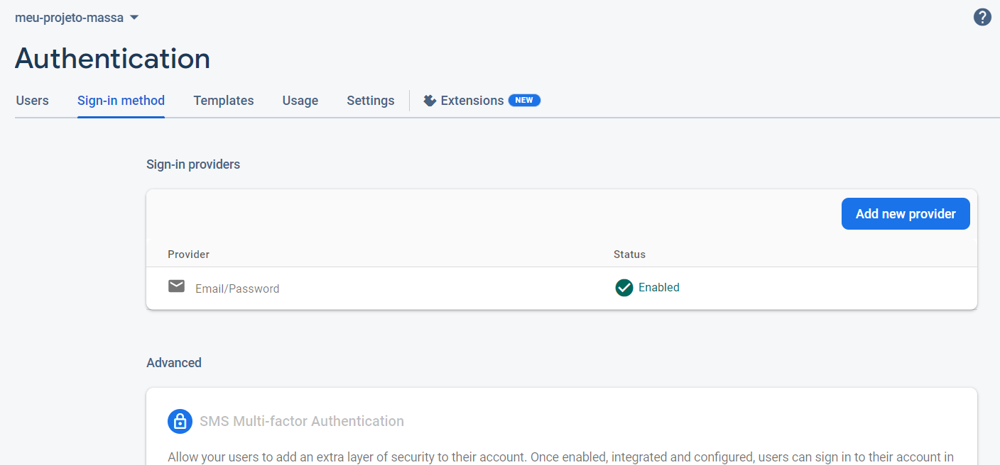 meu-projeto-massa
?
Authentication
Users Sign-in method Templates Usage Settings Extensions NEW
Sign-in providers
Add new provider
Provider Status
Email/Password Enabled
Advanced
SMS Multi-factor Authentication
Allow your users to add an extra layer of security to their account. Once enabled, integrated and configured, users can sign in to their account in